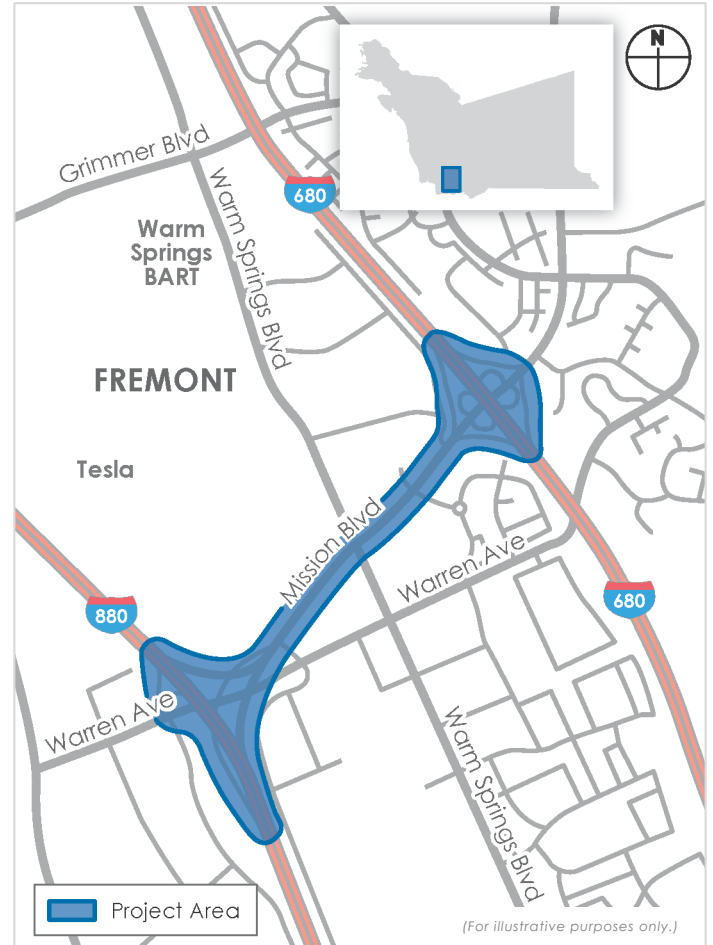 N
Grimmer Blvd
680
Warm
Springs
BART
Warm Springs Blvd
FREMONT
Tesla
Mission Blvd
Warren Ave
680
880
Warren Ave
Warm Springs Blvd
Project Area
(For illustrative purposes only.)